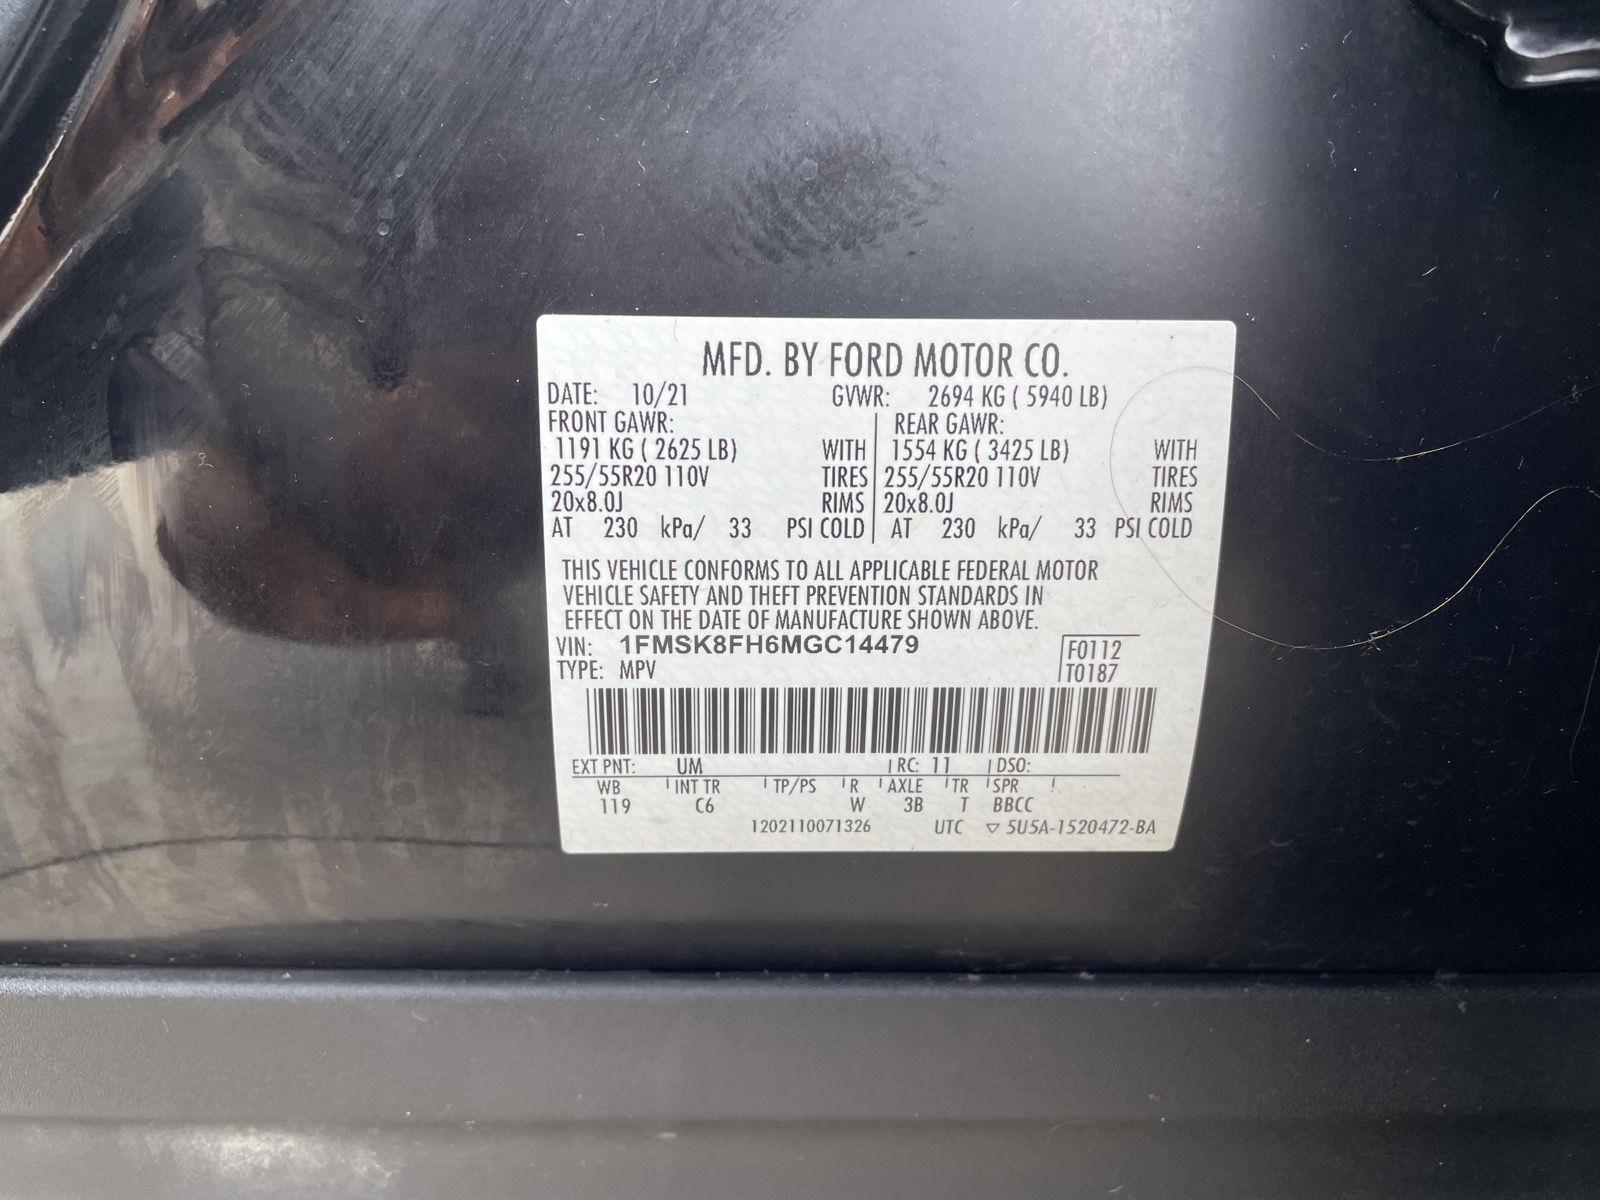 MFD. BY FORD MOTOR CO.
DATE: 10/21 GVWR: 2694 KG ( 5940 LB)
FRONT GAWR: REAR GAWR:
1191 KG ( 2625 LB) WITH 1554 KG ( 3425 LB) WITH
255/55R20 110V TIRES 255/55R20 110V TIRES
20x8.0J RIMS 20x8.0J RIMS
AT 230 kPa/ 33 PSI COLD AT 230 kPa/ 33 PSI COLD
THIS VEHICLE CONFORMS TO ALL APPLICABLE FEDERAL MOTOR
VEHICLE SAFETY AND THEFT PREVENTION STANDARDS IN
EFFECT ON THE DATE OF MANUFACTURE SHOWN ABOVE.
VIN: 1FMSK8FH6MGC14479 F0112
TYPE: MPV T0187
EXT PNT: UM RC: 11 DSO:
WB INT TR TP/PS R AXLE TR SPR
119 C6 W 3B T BBCC
1202110071326 UTC ▽ 5U5A-1520472-BA